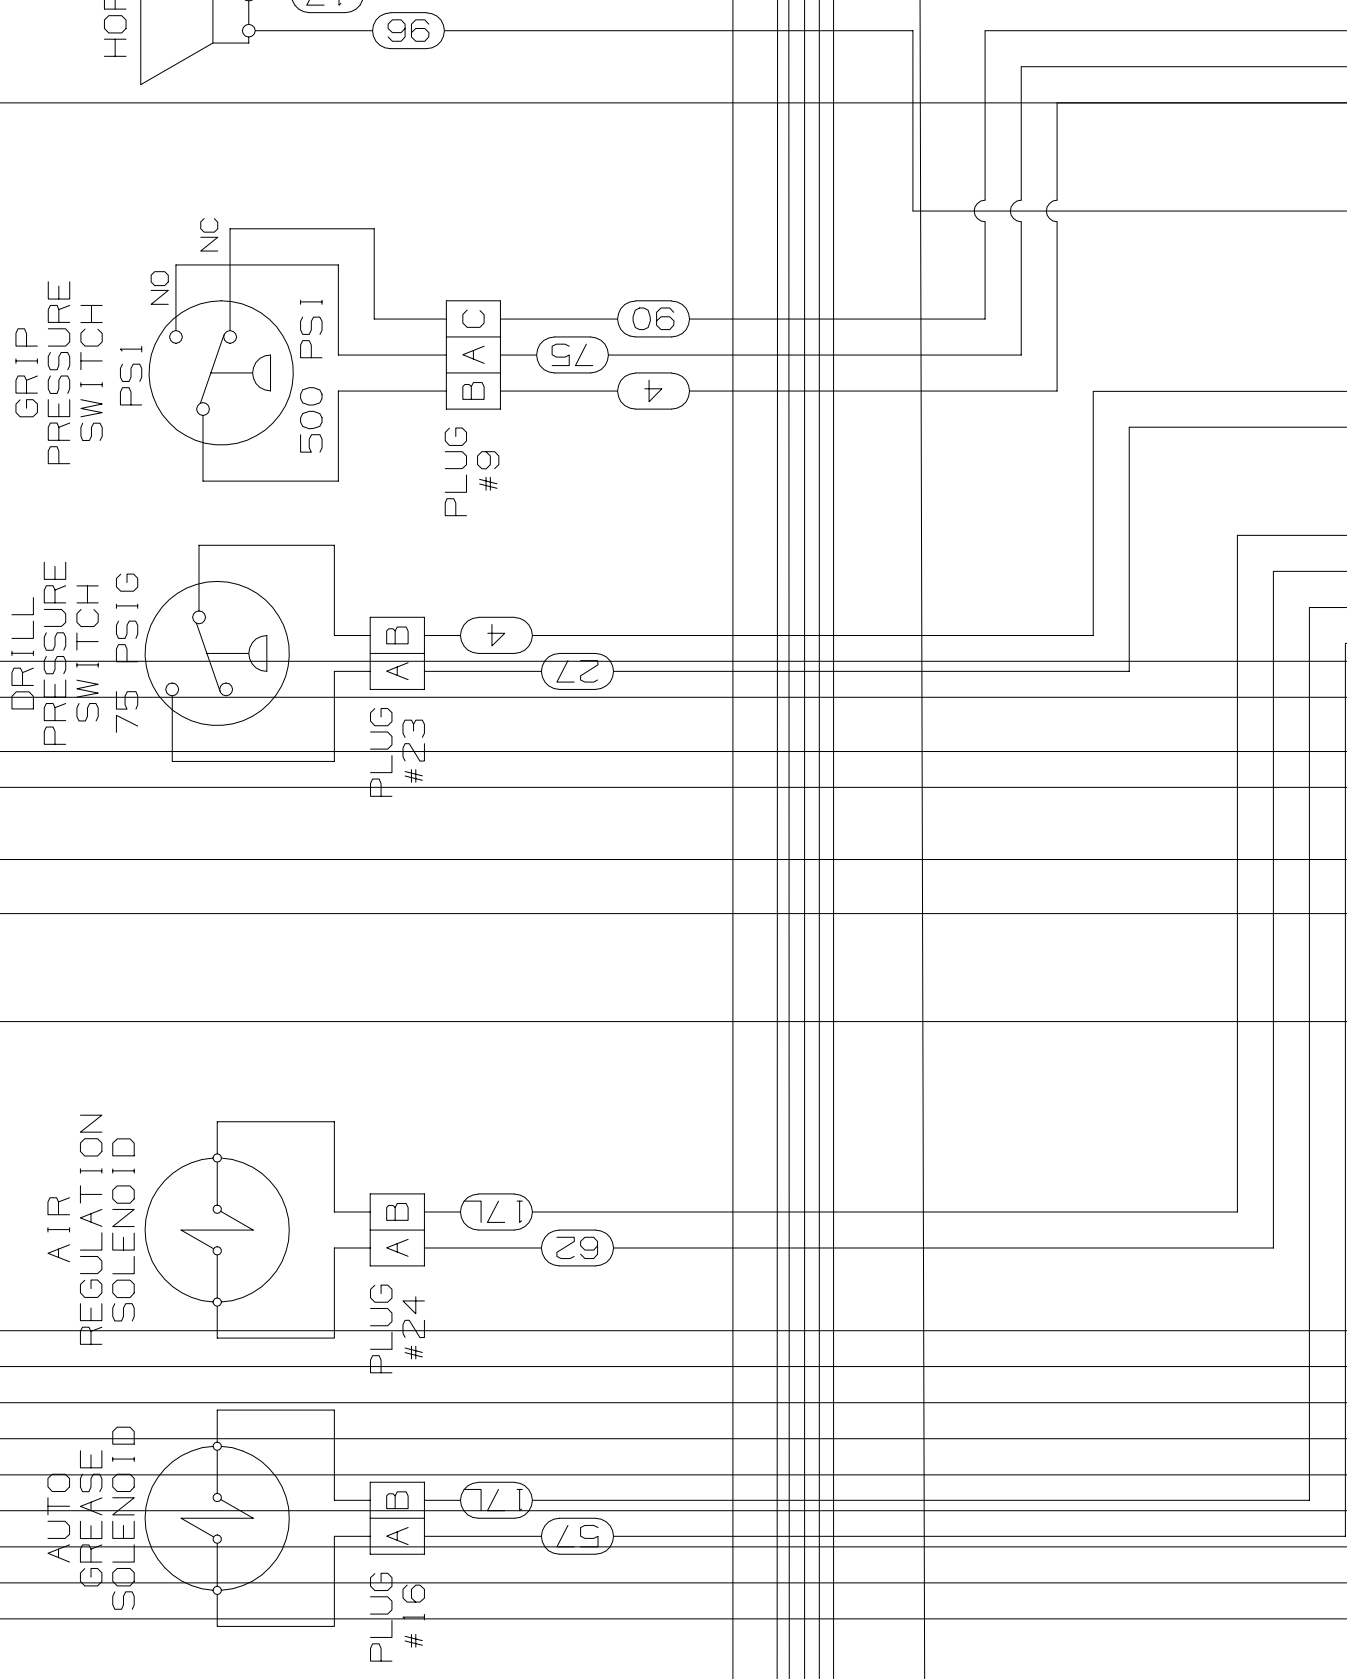 96
NC
NO
GRIP
PRESSURE
SWITCH
PS1
500 PSI
C
A
B
90
75
4
PLUG
#9
DRILL
PRESSURE
SWITCH
75 PSIG
B
A
4
27
PLUG
#23
AIR
REGULATION
SOLENOID
B
A
17L
62
PLUG
#24
AUTO
GREASE
SOLENOID
B
A
17L
57
PLUG
#16